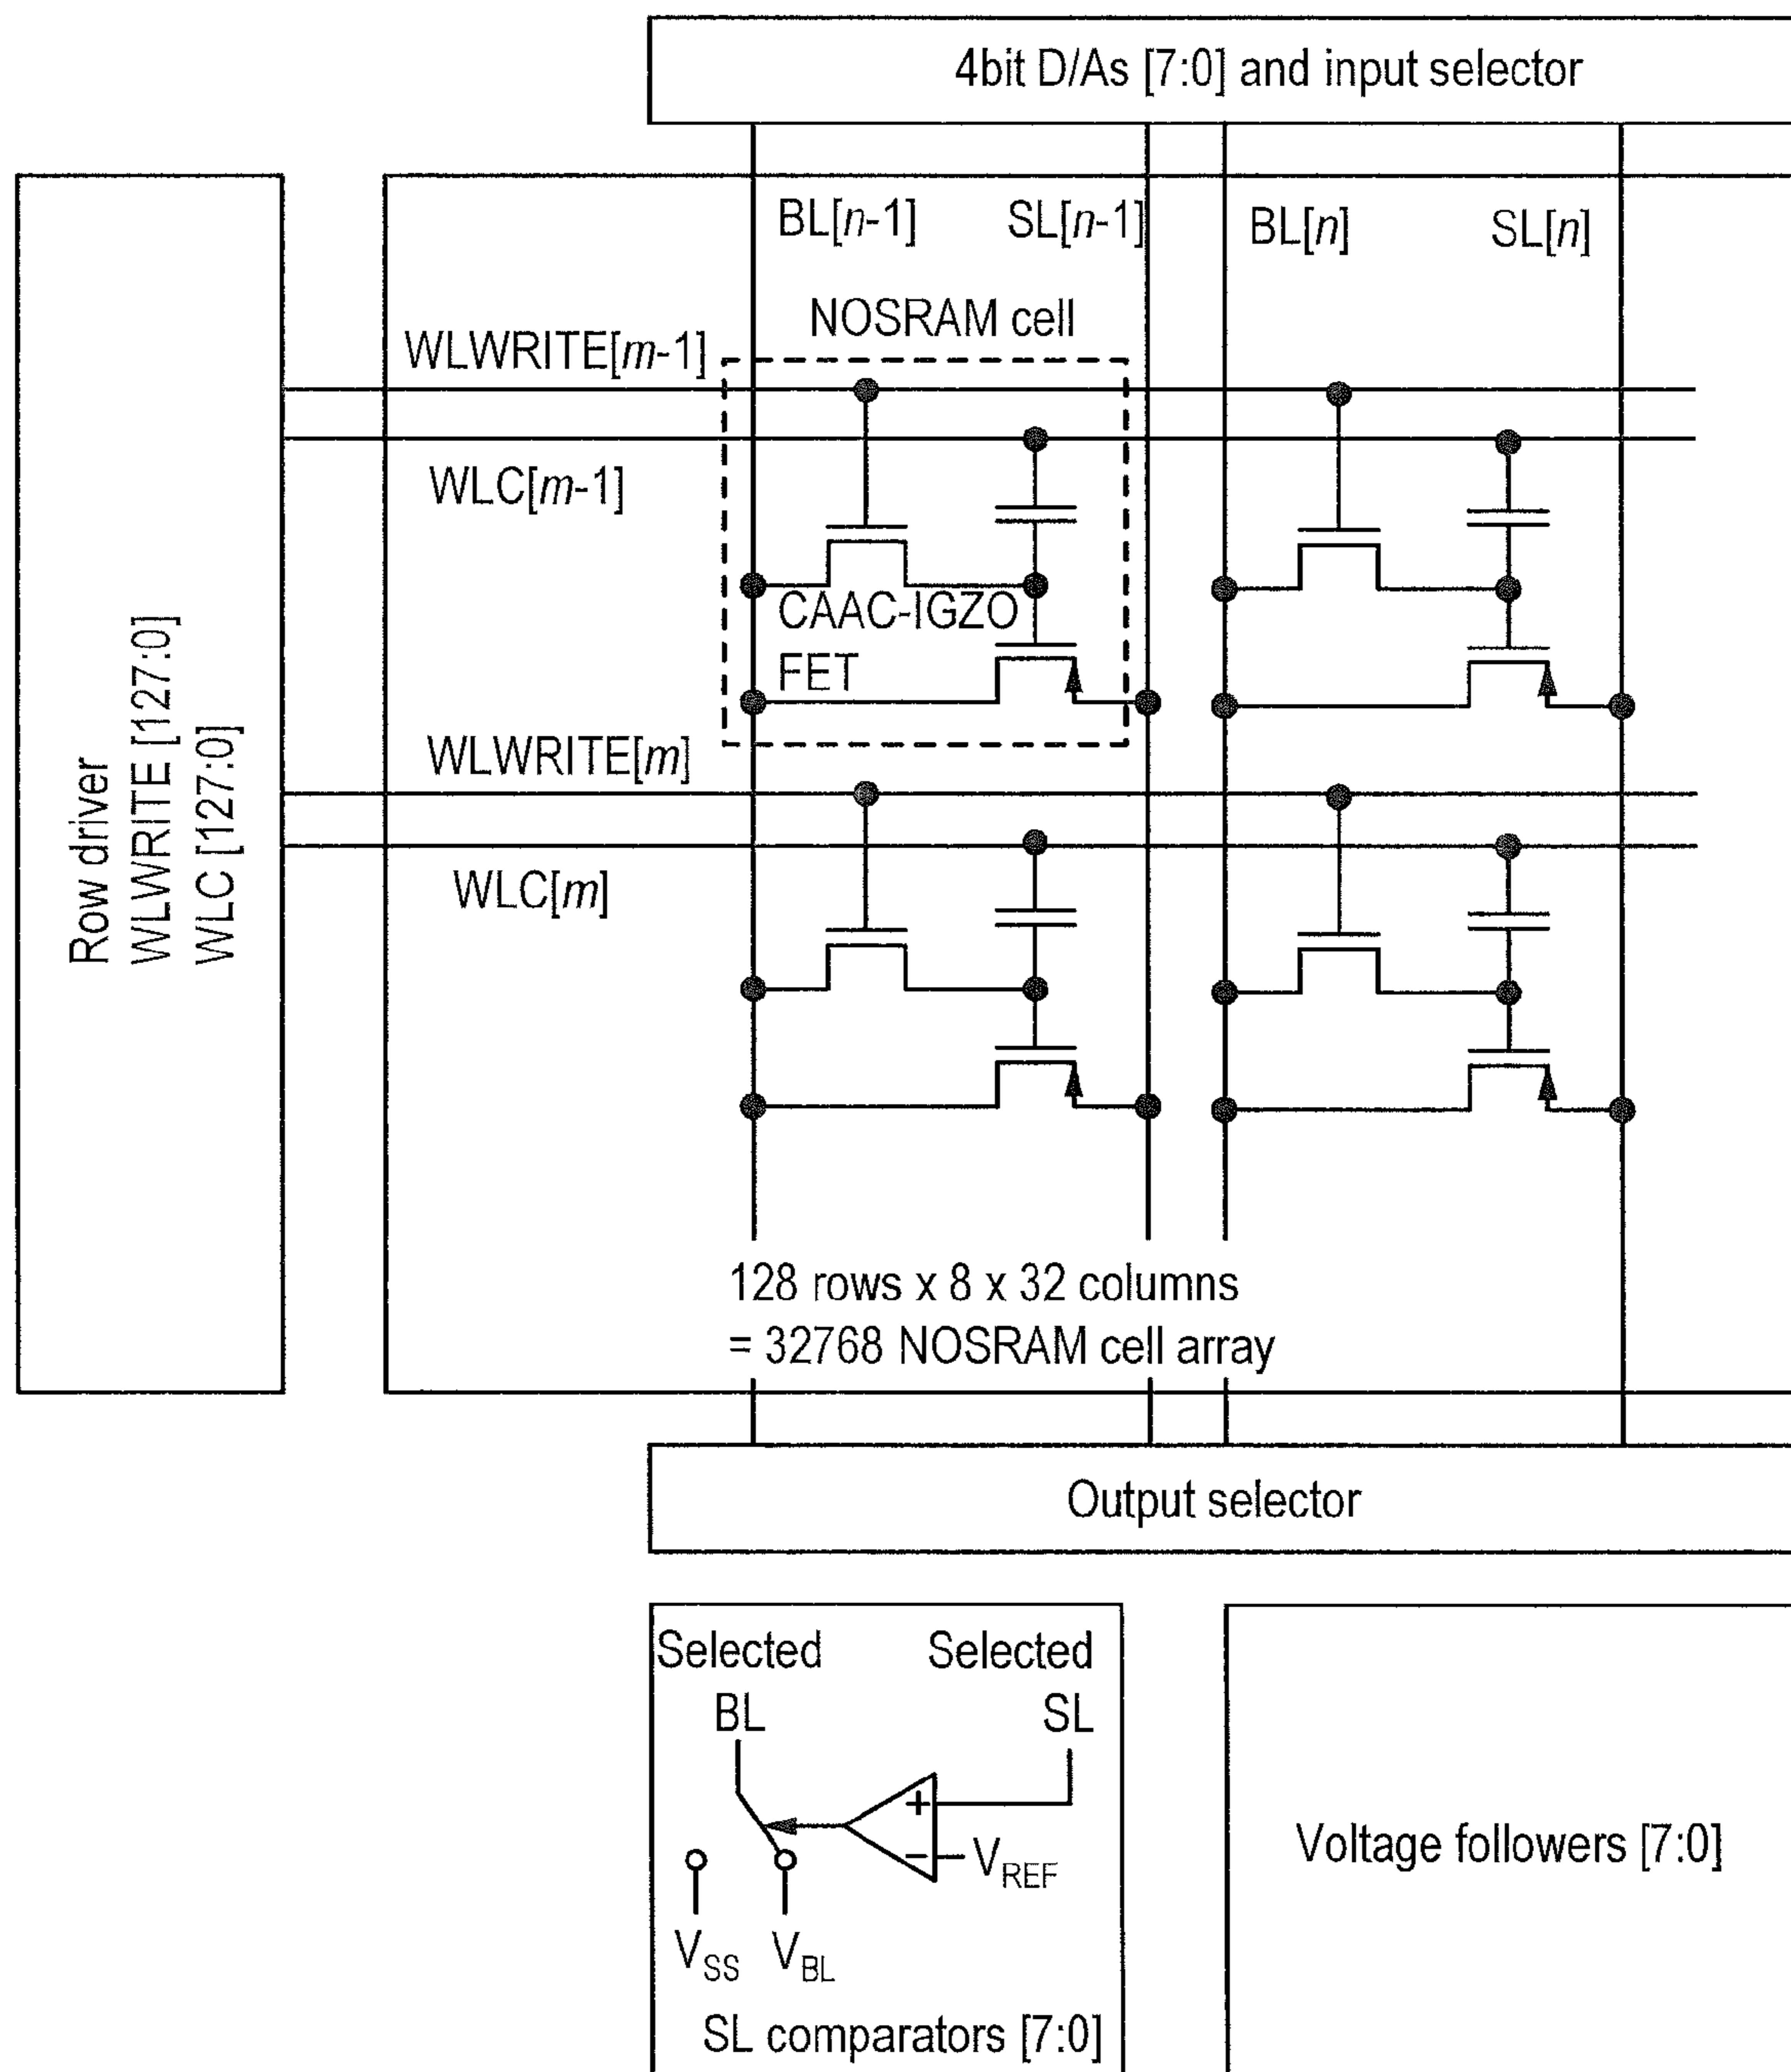 4bit D/As [7:0] and input selector
BL[n-1]
SL[n-1]
BL[n]
SL[n]
NOSRAM cell
WLWRITE[m-1]
WLC[m-1]
CAAC-IGZO
FET
WLWRITE[m]
WLC[m]
Row driver
WLWRITE [127:0]
WLC [127:0]
128 rows x 8 x 32 columns
= 32768 NOSRAM cell array
Output selector
Selected
BL
Selected
SL
+
−
VREF
VSS
VBL
SL comparators [7:0]
Voltage followers [7:0]